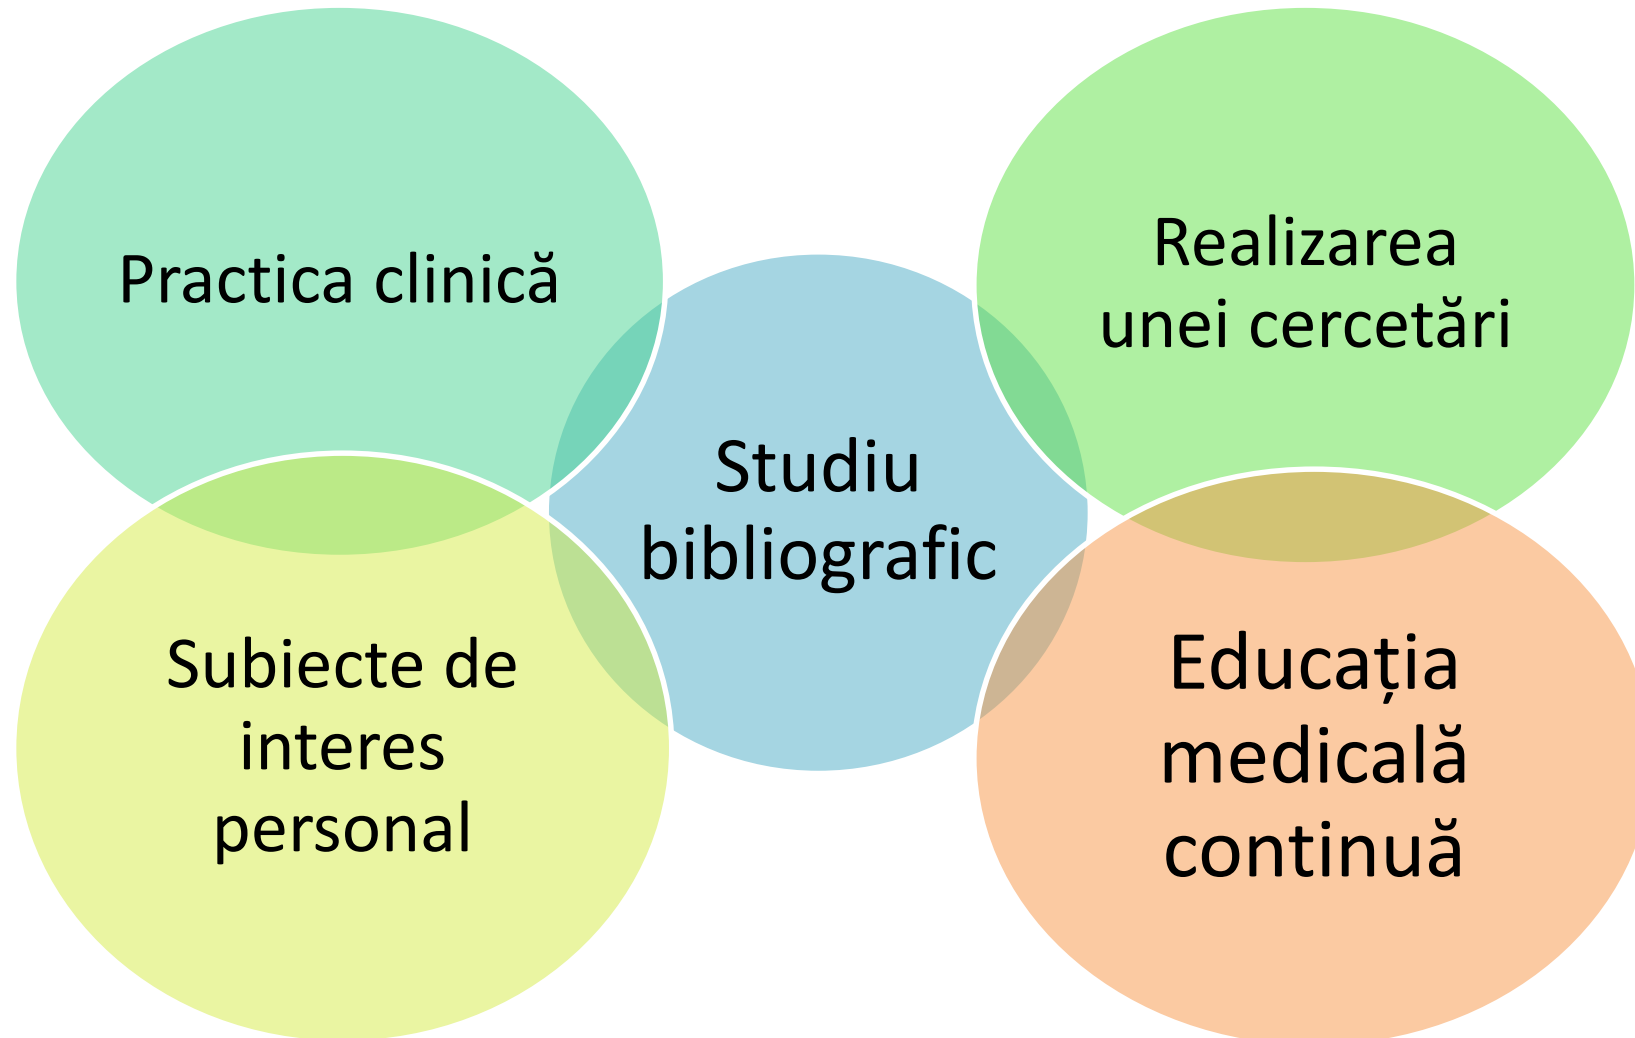 Practica clinică
Realizarea
unei cercetări
Studiu
bibliografic
Subiecte de
interes
personal
Educația
medicală
continuă